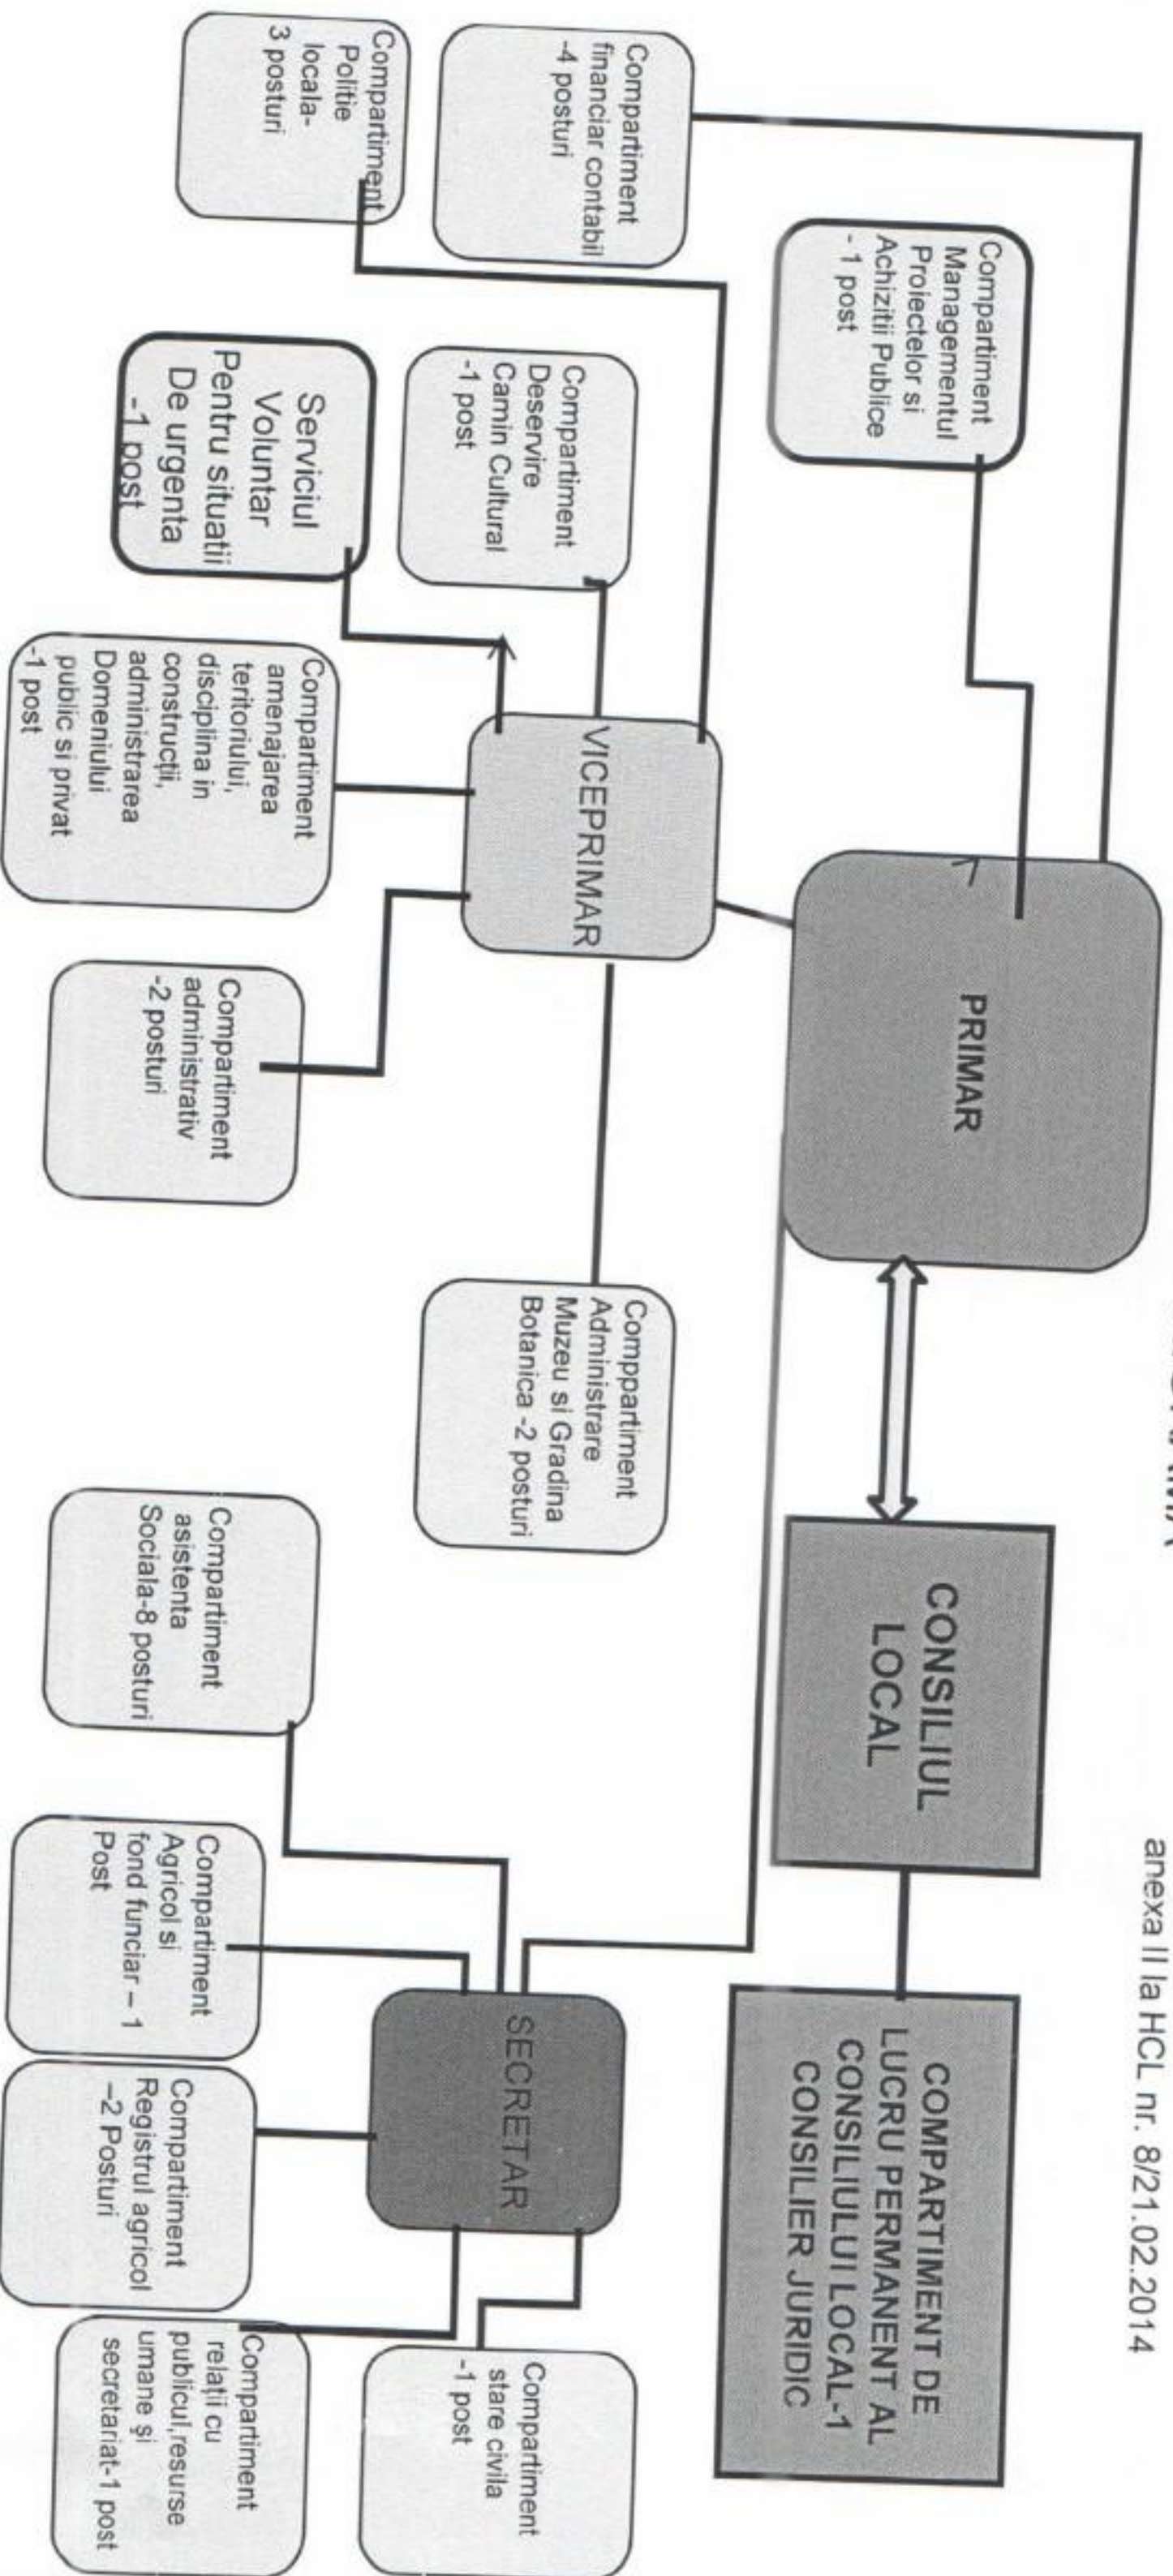 anexa II la HCL nr. 8/21.02.2014
PRIMAR
CONSILIUL
LOCAL
COMPARTIMENT DE
LUCRU PERMANENT AL
CONSILIULUI LOCAL-1
CONSILIER JURIDIC
Compartiment
Managementul
Proiectelor si
Achizitii Publice
- 1 post
Compartiment
financiar contabil
-4 posturi
Compartiment
Politie
locala-
3 posturi
Compartiment
Deservire
Camin Cultural
-1 post
VICEPRIMAR
Comppartiment
Administrare
Muzeu si Gradina
Botanica -2 posturi
SECRETAR
Compartiment
stare civila
-1 post
Serviciul
Voluntar
Pentru situatii
De urgenta
-1 post
Compartiment
amenajarea
teritoriului,
disciplina in
construcţii,
administrarea
Domeniului
public si privat
-1 post
Compartiment
administrativ
-2 posturi
Compartiment
asistenta
Sociala-8 posturi
Compartiment
Agricol si
fond funciar – 1
Post
Compartiment
Registrul agricol
–2 Posturi
Compartiment
relaţii cu
publicul,resurse
umane şi
secretariat-1 post